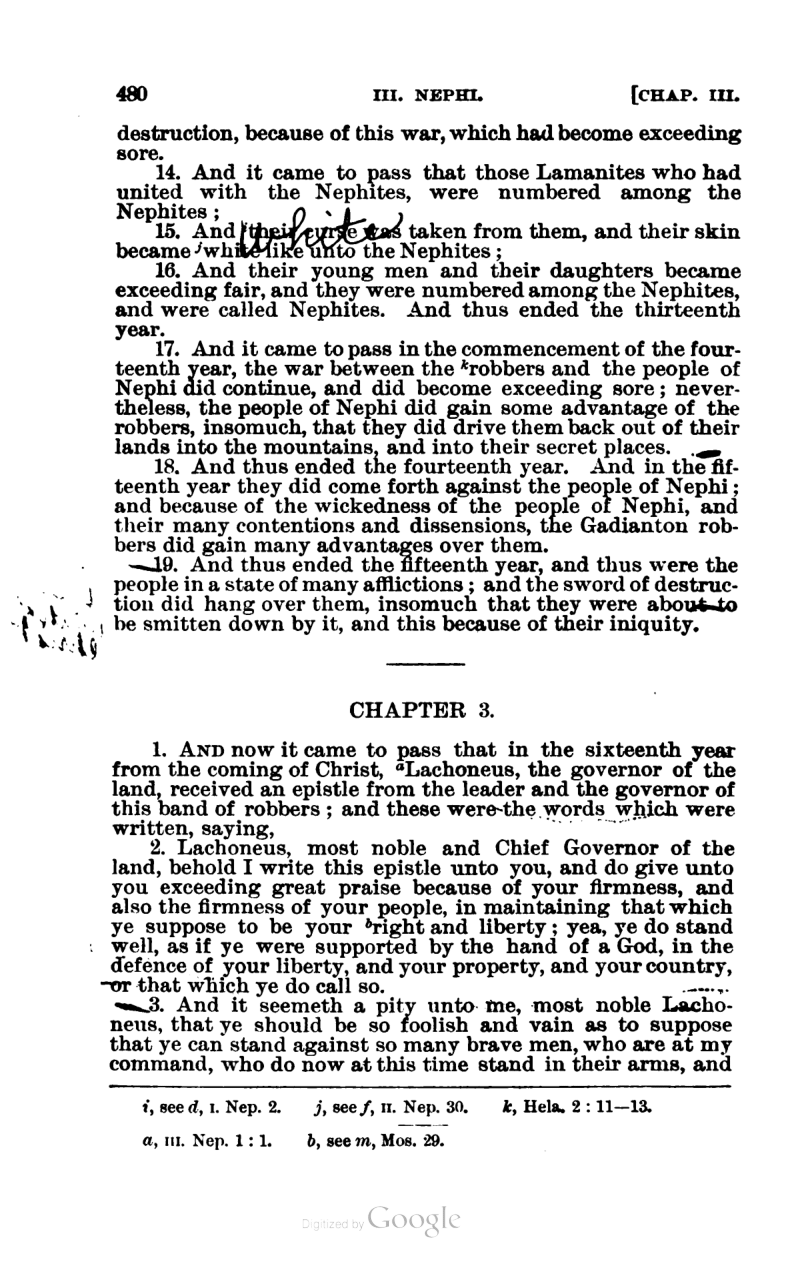 480 III. NEPHI. [CHAP. III.
destruction, because of this war, which had become exceeding
sore.
14. And it came to pass that those Lamanites who had
united with the Nephites, were numbered among the
Nephites;
white
15. And their curse was taken from them, and their skin
became jwhite like unto the Nephites;
16. And their young men and their daughters became
exceeding fair, and they were numbered among the Nephites,
and were called Nephites. And thus ended the thirteenth
year.
17. And it came to pass in the commencement of the four-
teenth year, the war between the krobbers and the people of
Nephi did continue, and did become exceeding sore; never-
theless, the people of Nephi did gain some advantage of the
robbers, insomuch, that they did drive them back out of their
lands into the mountains, and into their secret places.
18. And thus ended the fourteenth year. And in the fif-
teenth year they did come forth against the people of Nephi;
and because of the wickedness of the people of Nephi, and
their many contentions and dissensions, the Gadianton rob-
bers did gain many advantages over them.
19. And thus ended the fifteenth year, and thus were the
people in a state of many afflictions; and the sword of destruc-
tion did hang over them, insomuch that they were about to
be smitten down by it, and this because of their iniquity.
CHAPTER 3.
1. AND now it came to pass that in the sixteenth year
from the coming of Christ, aLachoneus, the governor of the
land, received an epistle from the leader and the governor of
this band of robbers; and these were the words which were
written, saying,
2. Lachoneus, most noble and Chief Governor of the
land, behold I write this epistle unto you, and do give unto
you exceeding great praise because of your firmness, and
also the firmness of your people, in maintaining that which
ye suppose to be your bright and liberty; yea, ye do stand
well, as if ye were supported by the hand of a God, in the
defence of your liberty, and your property, and your country,
or that which ye do call so.
3. And it seemeth a pity unto me, most noble Lacho-
neus, that ye should be so foolish and vain as to suppose
that ye can stand against so many brave men, who are at my
command, who do now at this time stand in their arms, and
i, see d, I. Nep. 2. j, see f, II. Nep. 30. k, Hela. 2:11—13.
a, III. Nep. 1:1. b, see m, Mos. 29.
Digitized by Google